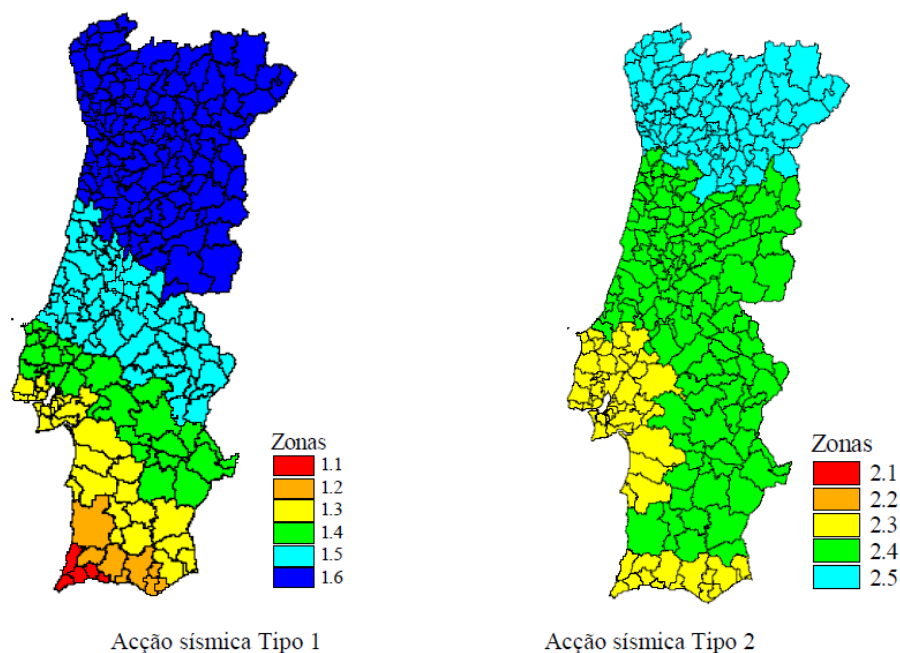 Zonas
1.1
1.2
1.3
1.4
1.5
1.6
Zonas
2.1
2.2
2.3
2.4
2.5
Acção sísmica Tipo 1
Acção sísmica Tipo 2